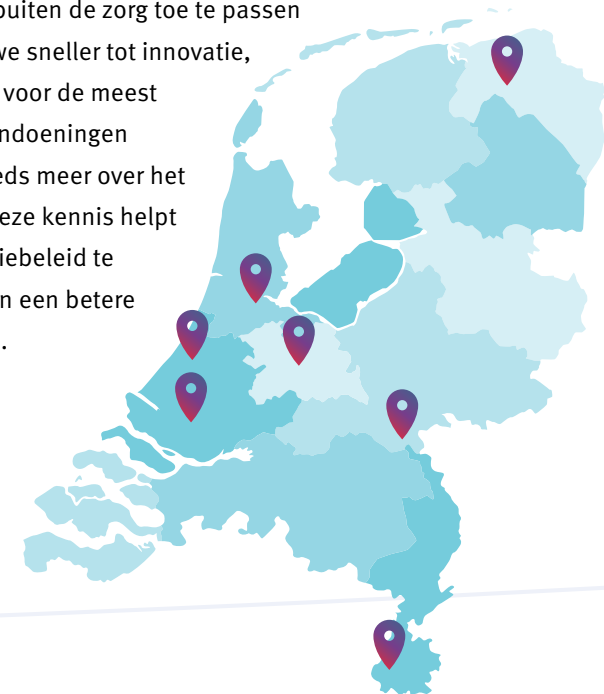 buiten de zorg toe te passen
we sneller tot innovatie,
voor de meest
ndoeningen
eds meer over het
eze kennis helpt
iebeleid te
n een betere
.